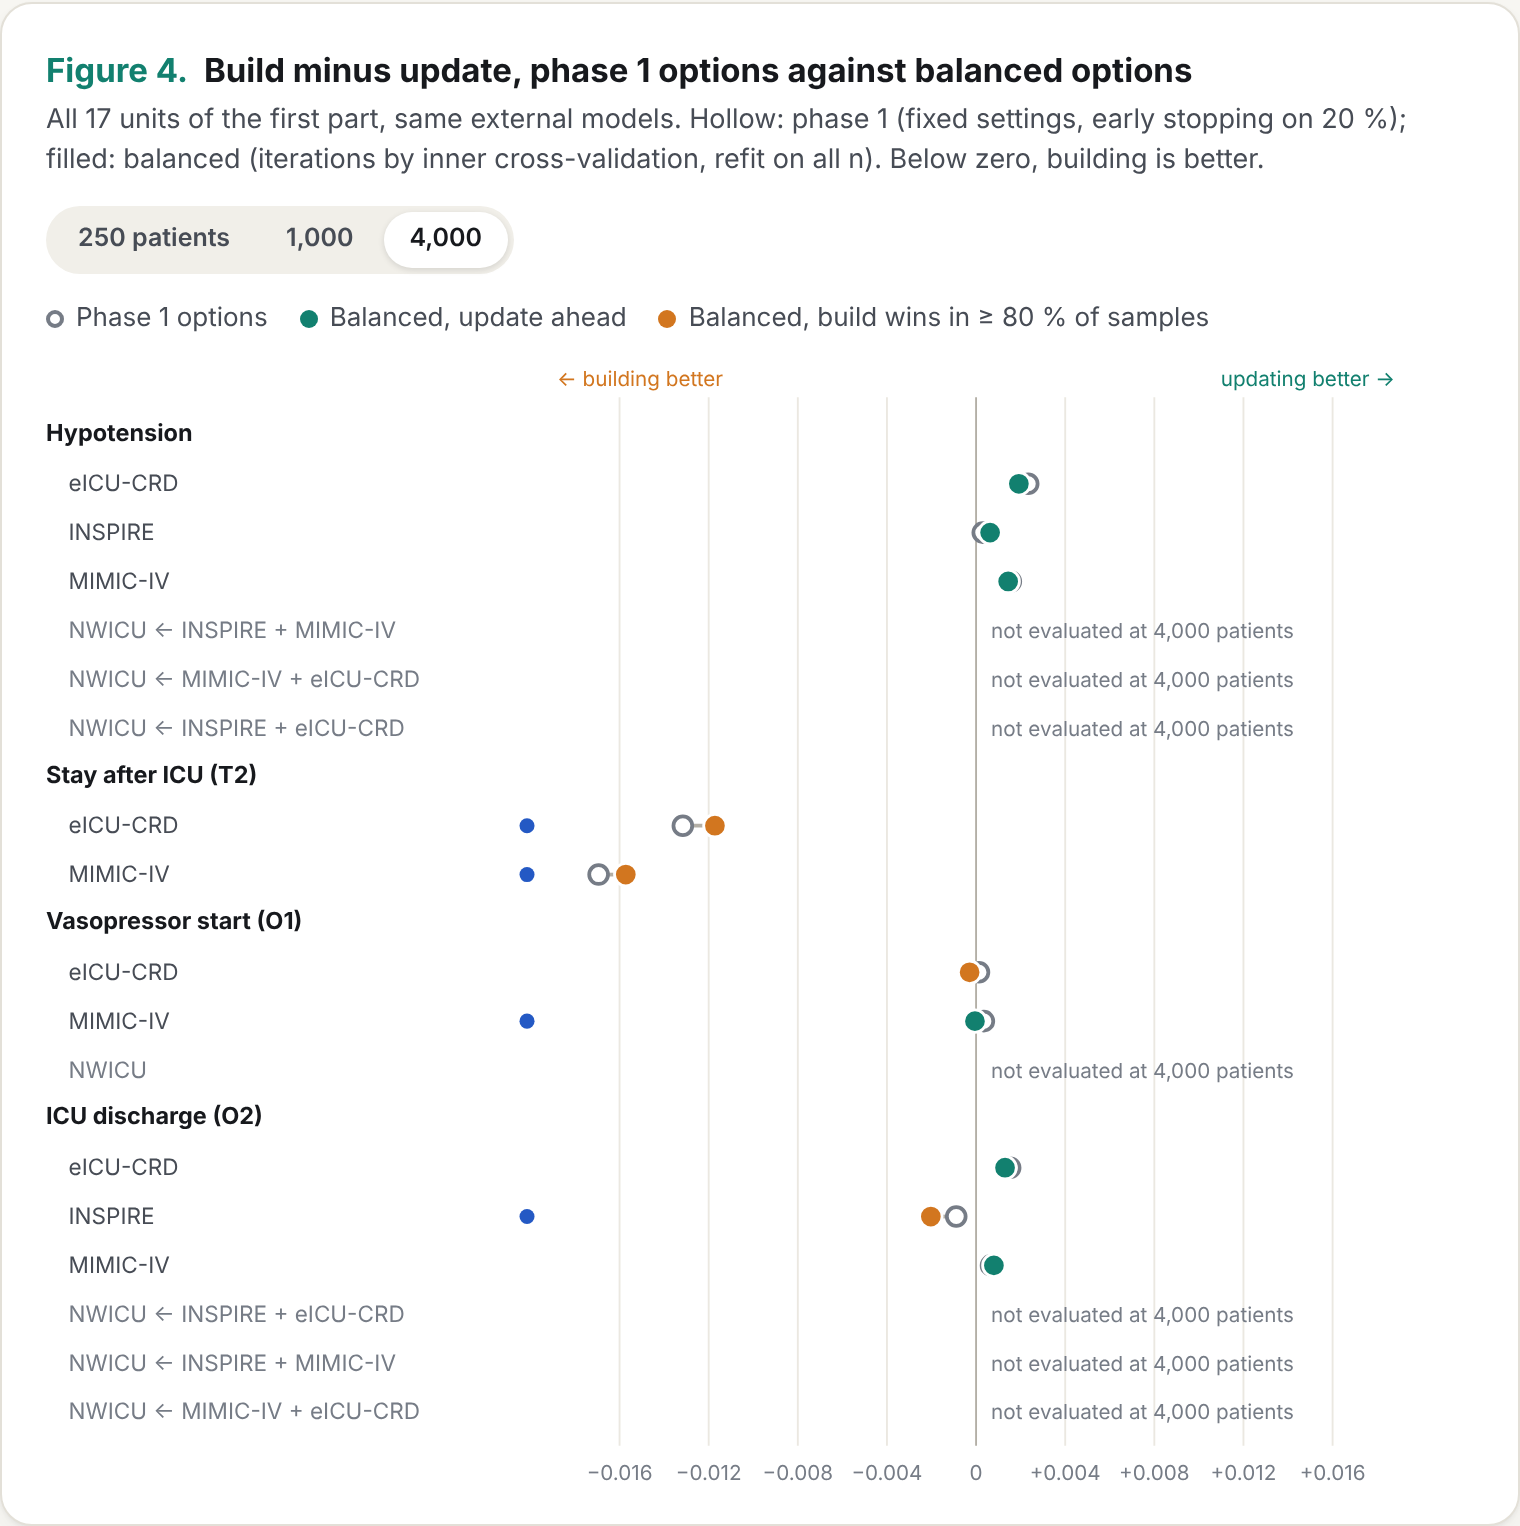 Figure 4. Build minus update, phase 1 options against balanced options
All 17 units of the first part, same external models. Hollow: phase 1 (fixed settings, early stopping on 20 %);
filled: balanced (iterations by inner cross-validation, refit on all n). Below zero, building is better.
250 patients 1,000 4,000
Phase 1 options Balanced, update ahead Balanced, build wins in ≥ 80 % of samples
← building better updating better →
Hypotension
eICU-CRD
INSPIRE
MIMIC-IV
NWICU ← INSPIRE + MIMIC-IV not evaluated at 4,000 patients
NWICU ← MIMIC-IV + eICU-CRD not evaluated at 4,000 patients
NWICU ← INSPIRE + eICU-CRD not evaluated at 4,000 patients
Stay after ICU (T2)
eICU-CRD
MIMIC-IV
Vasopressor start (O1)
eICU-CRD
MIMIC-IV
NWICU not evaluated at 4,000 patients
ICU discharge (O2)
eICU-CRD
INSPIRE
MIMIC-IV
NWICU ← INSPIRE + eICU-CRD not evaluated at 4,000 patients
NWICU ← INSPIRE + MIMIC-IV not evaluated at 4,000 patients
NWICU ← MIMIC-IV + eICU-CRD not evaluated at 4,000 patients
−0.016 −0.012 −0.008 −0.004 0 +0.004 +0.008 +0.012 +0.016